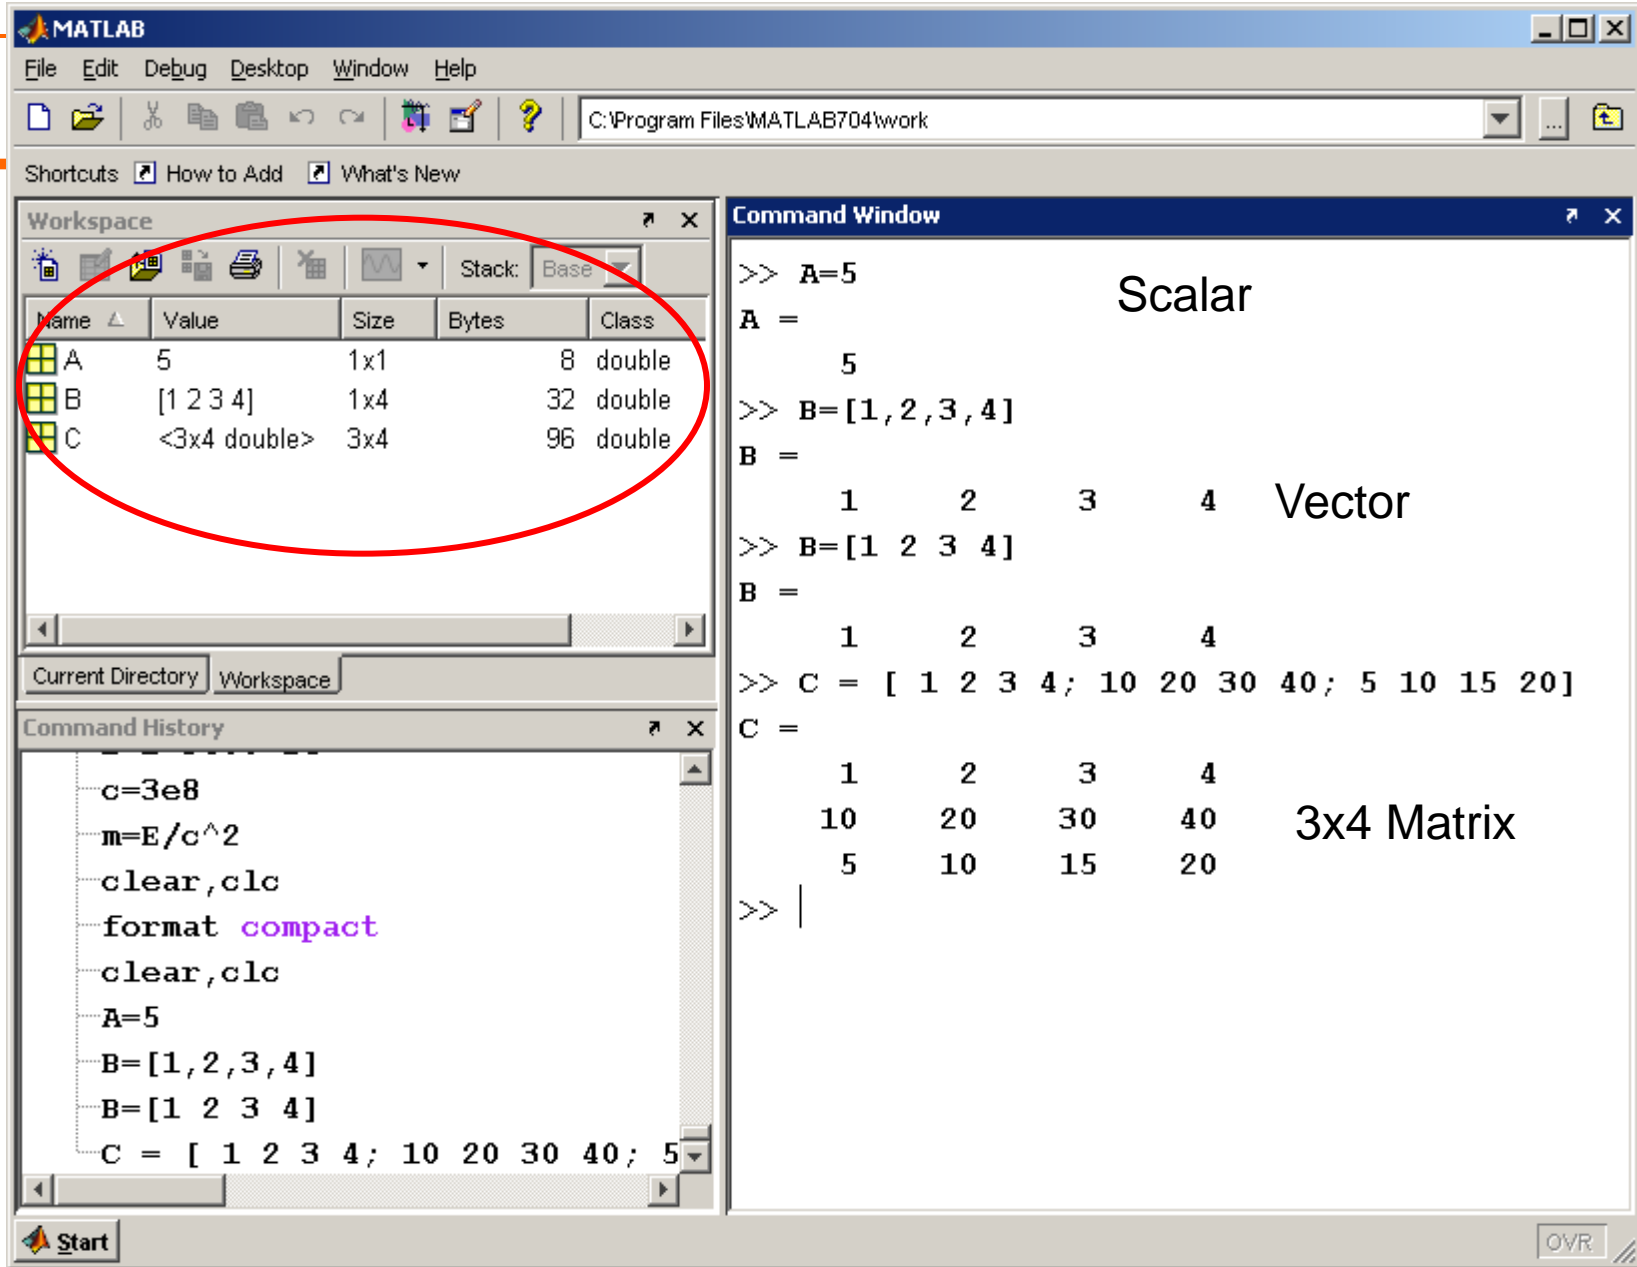 MATLAB
File Edit Debug Desktop Window Help
C:\Program Files\MATLAB704\work ...
Shortcuts How to Add What's New
Workspace
Stack: Base
Name Value Size Bytes Class
A 5 1x1 8 double
B [1 2 3 4] 1x4 32 double
C <3x4 double> 3x4 96 double
Current Directory Workspace
Command History
c=3e8
m=E/c^2
clear,clc
format compact
clear,clc
A=5
B=[1,2,3,4]
B=[1 2 3 4]
C = [ 1 2 3 4; 10 20 30 40; 5
Command Window
>> A=5
Scalar
A =
5
>> B=[1,2,3,4]
B =
1 2 3 4
Vector
>> B=[1 2 3 4]
B =
1 2 3 4
>> C = [ 1 2 3 4; 10 20 30 40; 5 10 15 20]
C =
1 2 3 4
10 20 30 40
3x4 Matrix
5 10 15 20
>>
Start
OVR